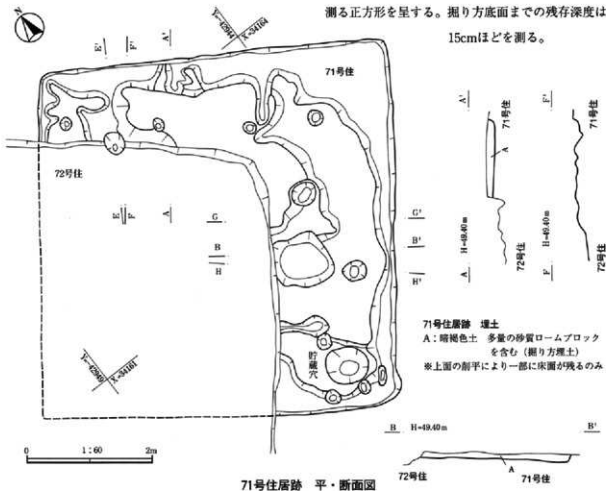 測る正方形を呈する。掘り方底面までの残存深度は
15cmほどを測る。
N
Y=-42944
X=-34164
E'
F'
A'
71号住
72号住
E
F
A
G
B
H
G'
B'
H'
貯蔵穴
Y=-42949
X=-34161
0 1:60 2m
A'
71号住
A
72号住
A H=49.40m
F'
71号住
72号住
F H=49.40m
71号住居跡 埋土
A：暗褐色土 多量の砂質ロームブロック
を含む（掘り方埋土）
※上面の削平により一部に床面が残るのみ
B H=49.40m B'
72号住 A 71号住
71号住居跡 平・断面図